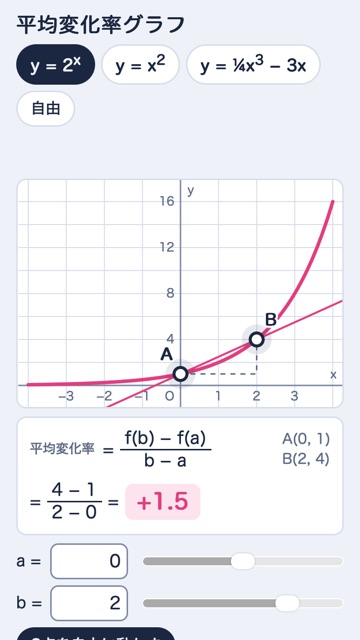 平均変化率グラフ
y = 2ˣ
y = x²
y = ¼x³ − 3x
自由
y
16
12
8
4
B
A
x
−3 −2 −1 0 1 2 3
平均変化率 = f(b) − f(a) / b − a
A(0, 1)
B(2, 4)
= 4 − 1 / 2 − 0 = +1.5
a = 0
b = 2